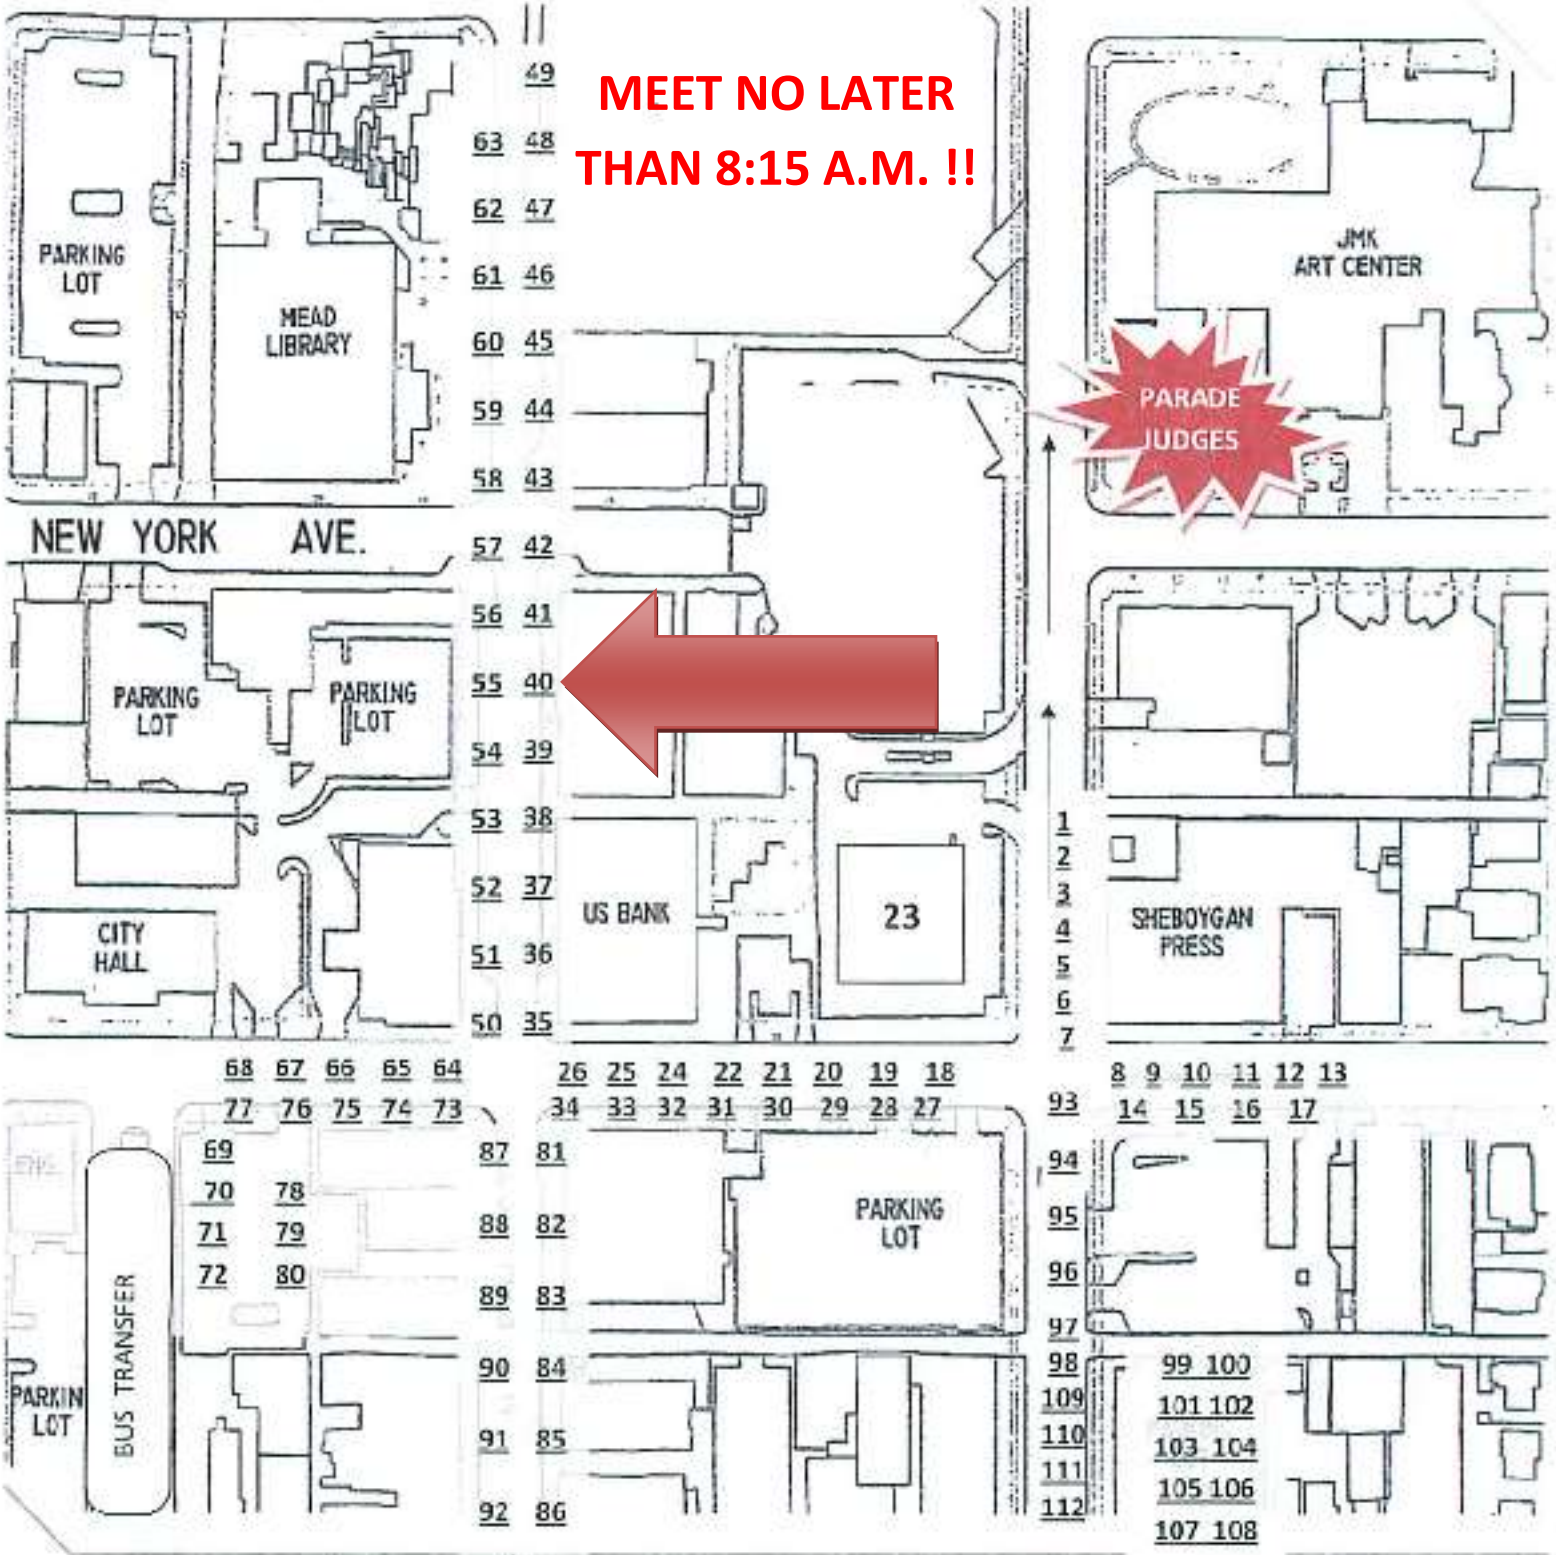 49
MEET NO LATER
THAN 8:15 A.M. !!
63 48
62 47
PARKING
LOT
JMK
ART CENTER
61 46
MEAD
LIBRARY
60 45
59 44
PARADE
JUDGES
58 43
NEW YORK AVE.
57 42
56 41
PARKING
LOT
PARKING
LOT
55 40
54 39
53 38
1
2
52 37
3
US BANK
23
SHEBOYGAN
PRESS
4
CITY
HALL
51 36
5
6
50 35
7
68 67 66 65 64
26 25 24 22 21 20 19 18
8 9 10 11 12 13
77 76 75 74 73
34 33 32 31 30 29 28 27
93
14 15 16 17
69
87 81
94
ENG.
70 78
PARKING
LOT
95
71 79
88 82
72 80
96
89 83
97
BUS TRANSFER
90 84
98
99 100
PARKIN
LOT
109
101 102
91 85
110
103 104
111
105 106
92 86
112
107 108